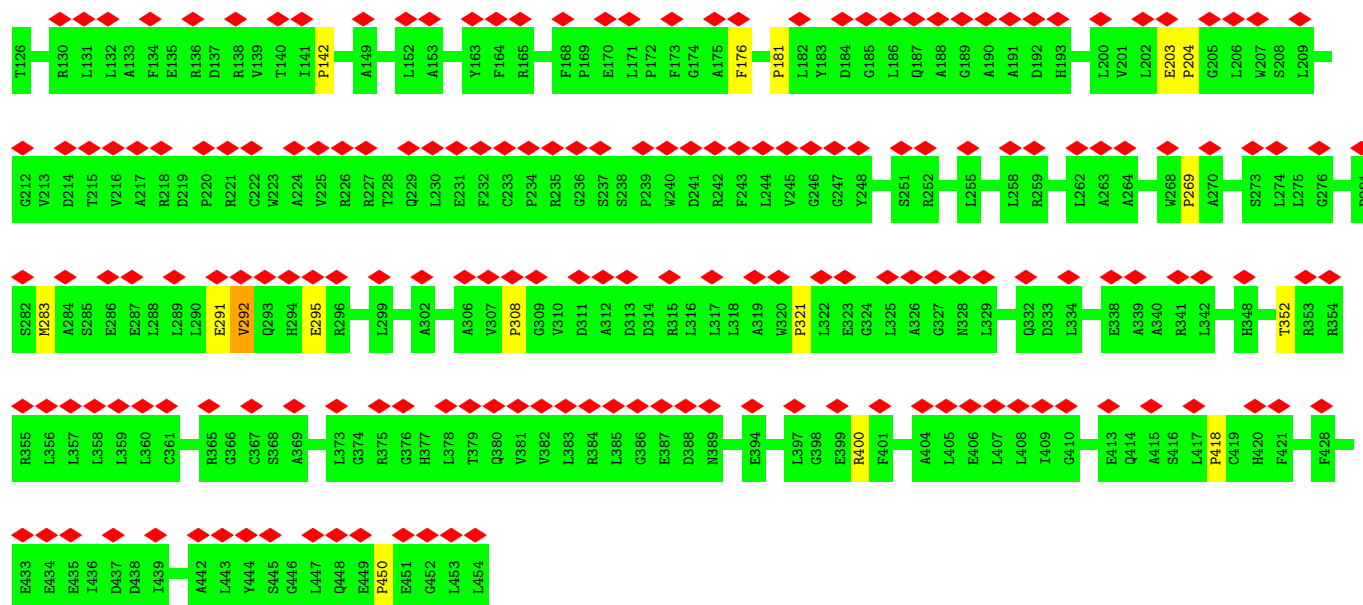 T126 R130 L131 L132 A133 F134 E135 R136 D137 R138 V139 T140 I141 P142 A149 L152 A153 Y163 F164 R165 F168 P169 E170 L171 P172 F173 G174 A175 F176 P181 L182 Y183 D184 G185 L186 Q187 A188 G189 A190 A191 D192 H193 L200 V201 L202 E203 P204 G205 L206 W207 S208 L209
G212 V213 D214 T215 V216 A217 R218 D219 P220 R221 C222 W223 A224 V225 R226 R227 T228 Q229 L230 E231 F232 C233 P234 R235 G236 S237 S238 P239 W240 D241 R242 F243 L244 V245 G246 G247 Y248 S251 R252 L255 L258 R259 L262 A263 A264 W268 P269 A270 S273 L274 L275 G276
S282 M283 A284 S285 E286 E287 L288 L289 L290 E291 V292 Q293 H294 E295 R296 L299 A302 A306 V307 P308 G309 V310 D311 A312 D313 D314 R315 L316 L317 L318 A319 W320 P321 L322 E323 G324 L325 A326 G327 N328 L329 Q332 D333 L334 E338 A339 A340 R341 L342 H348 T352 R353 R354
R355 L356 L357 L358 L359 L360 C361 R365 G366 C367 S368 A369 L373 G374 R375 G376 H377 L378 T379 Q380 V381 V382 L383 R384 L385 G386 E387 D388 N389 E394 L397 G398 E399 R400 F401 A404 L405 E406 L407 L408 I409 G410 E413 Q414 A415 S416 L417 P418 C419 H420 F421 F428
E433 E434 E435 I436 D437 D438 I439 A442 L443 Y444 S445 G446 L447 Q448 E449 P450 E451 G452 L453 L454